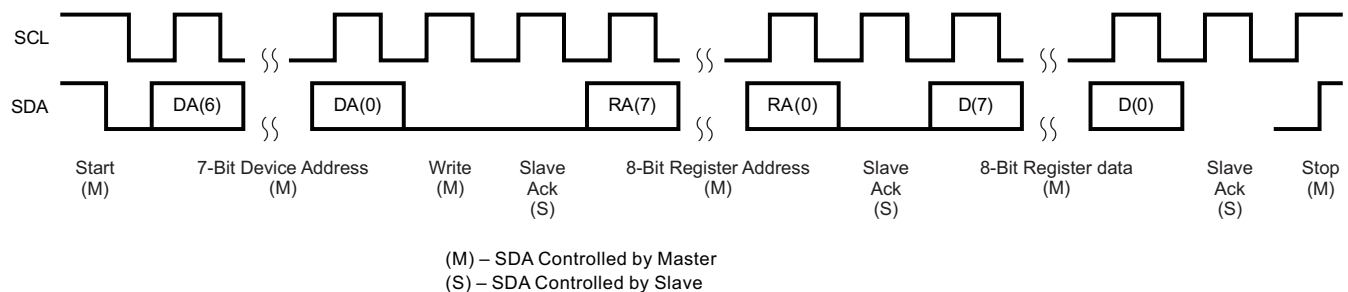 SCL
SDA
DA(6)
DA(0)
RA(7)
RA(0)
D(7)
D(0)
Start
(M)
7-Bit Device Address
(M)
Write
(M)
Slave
Ack
(S)
8-Bit Register Address
(M)
Slave
Ack
(S)
8-Bit Register data
(M)
Slave
Ack
(S)
Stop
(M)
(M) – SDA Controlled by Master
(S) – SDA Controlled by Slave